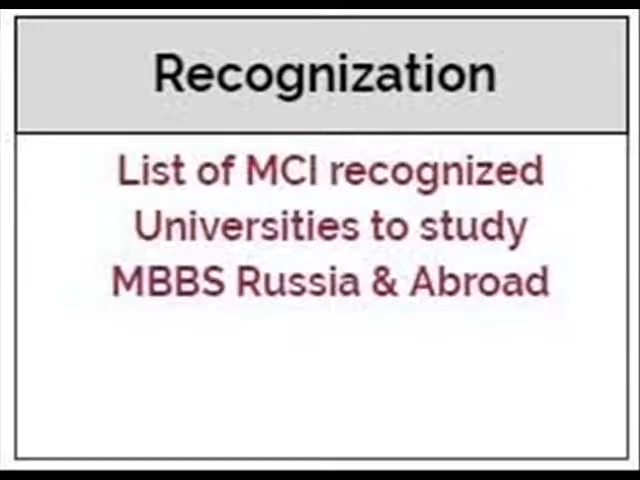 Recognization
List of MCI recognized
Universities to study
MBBS Russia & Abroad